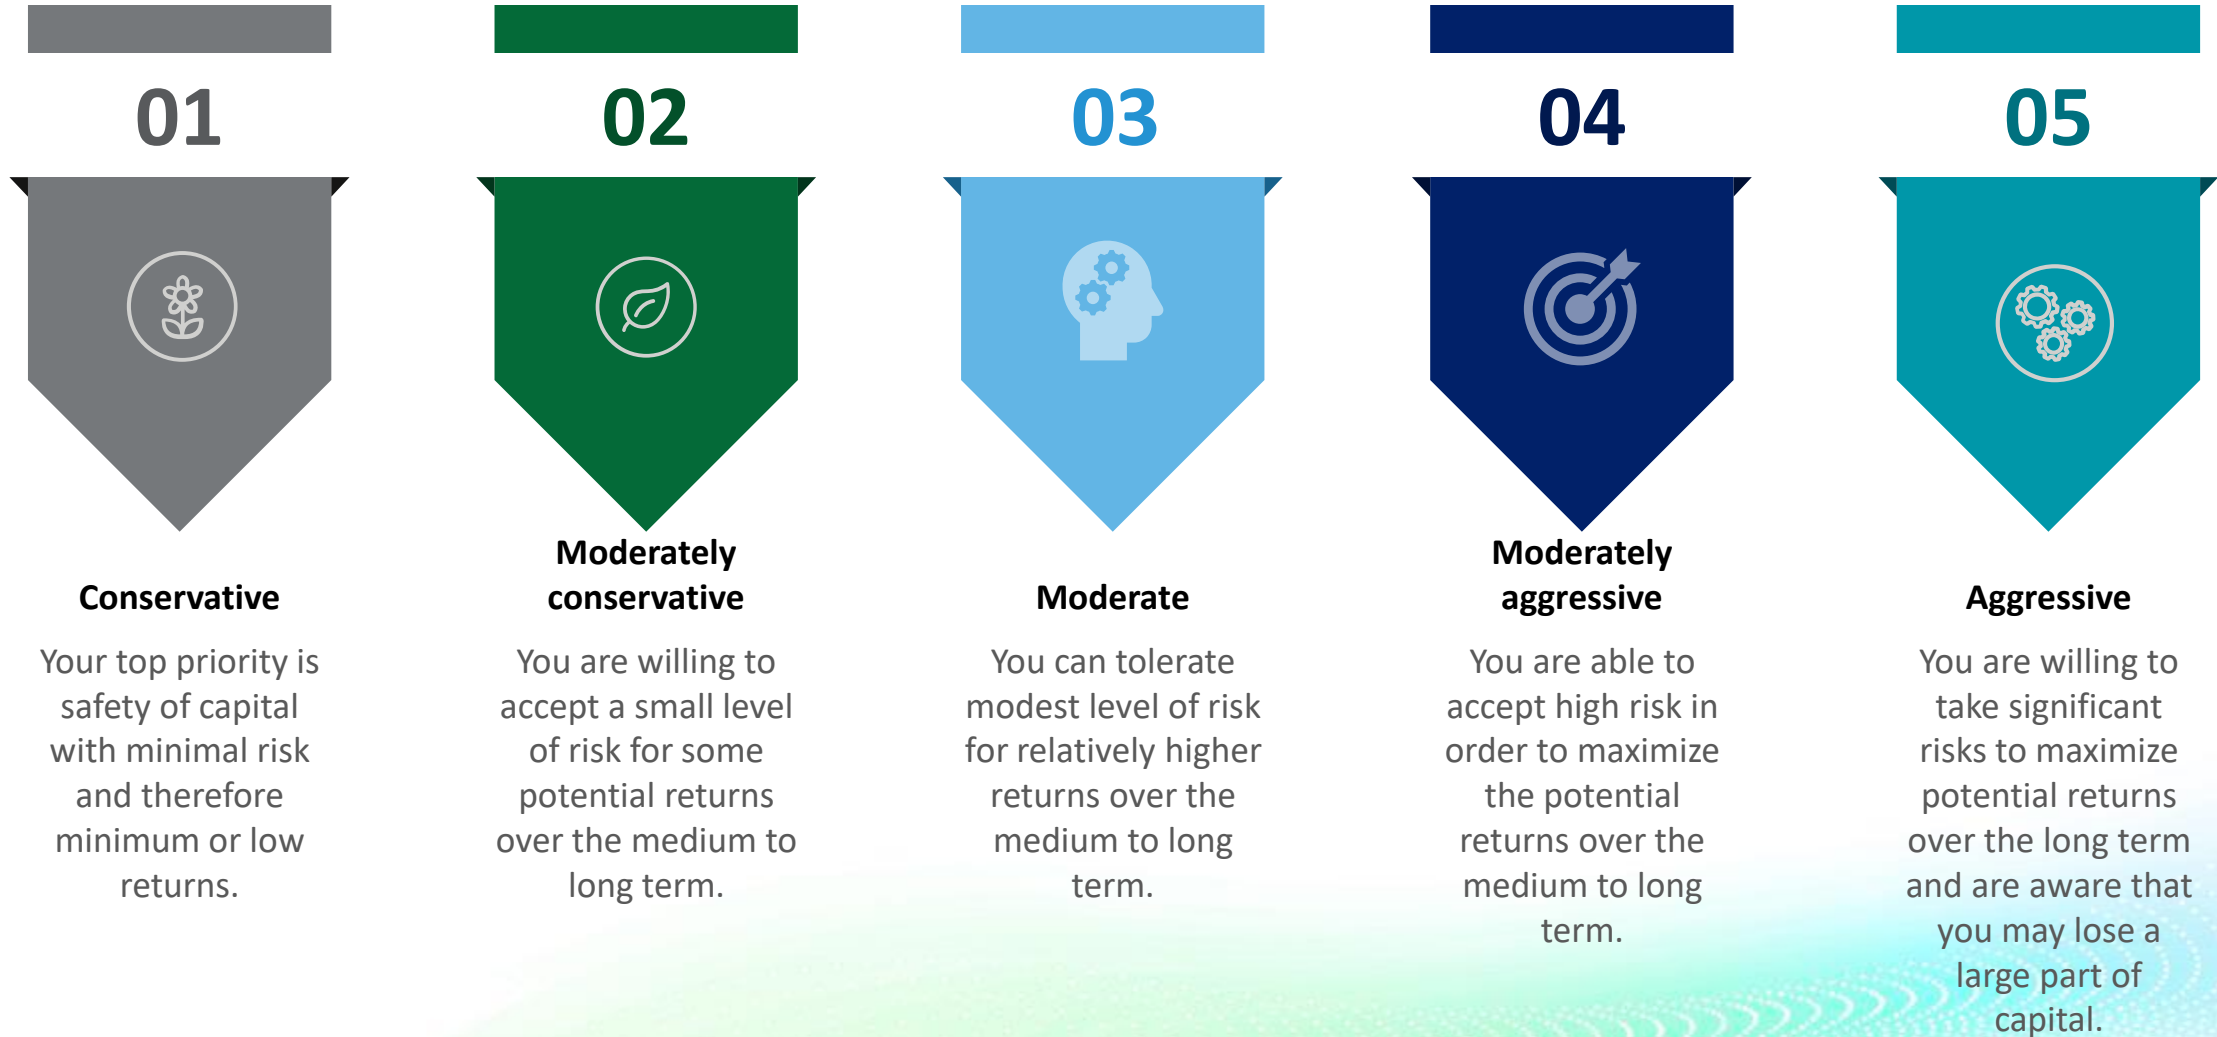 01
Conservative
Your top priority is
safety of capital
with minimal risk
and therefore
minimum or low
returns.
02
Moderately
conservative
You are willing to
accept a small level
of risk for some
potential returns
over the medium to
long term.
03
Moderate
You can tolerate
modest level of risk
for relatively higher
returns over the
medium to long
term.
04
Moderately
aggressive
You are able to
accept high risk in
order to maximize
the potential
returns over the
medium to long
term.
05
Aggressive
You are willing to
take significant
risks to maximize
potential returns
over the long term
and are aware that
you may lose a
large part of
capital.